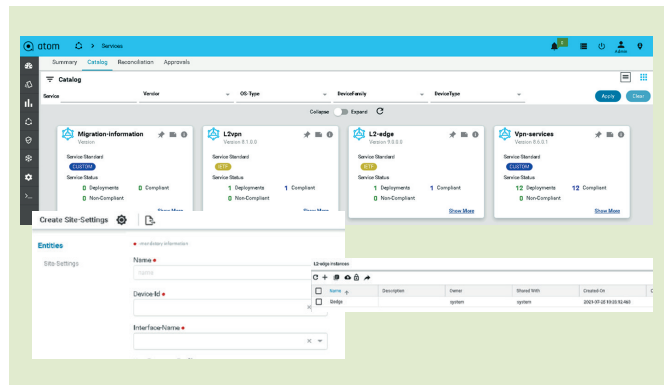 atom > Services
Admin
Summary Catalog Reconciliation Approvals
Catalog
Service Vendor OS-Type DeviceFamily DeviceType Apply Clear
Collapse Expand
Migration-information
Version
Service Standard
CUSTOM
Service Status
0 Deployments 0 Compliant
0 Non-Compliant
Show More
L2vpn
Version 8.1.0.0
Service Standard
IETF
Service Status
1 Deployments 1 Compliant
0 Non-Compliant
Show More
L2-edge
Version 9.0.0.0
Service Standard
IETF
Service Status
1 Deployments 1 Compliant
0 Non-Compliant
Show More
Vpn-services
Version 8.6.0.1
Service Standard
CUSTOM
Service Status
12 Deployments 12 Compliant
0 Non-Compliant
Show More
Create Site-Settings
Entities
Site-Settings
Name
name
Device-Id
Interface-Name
L2-edge instances
Name Description Owner Shared With Created On
system system